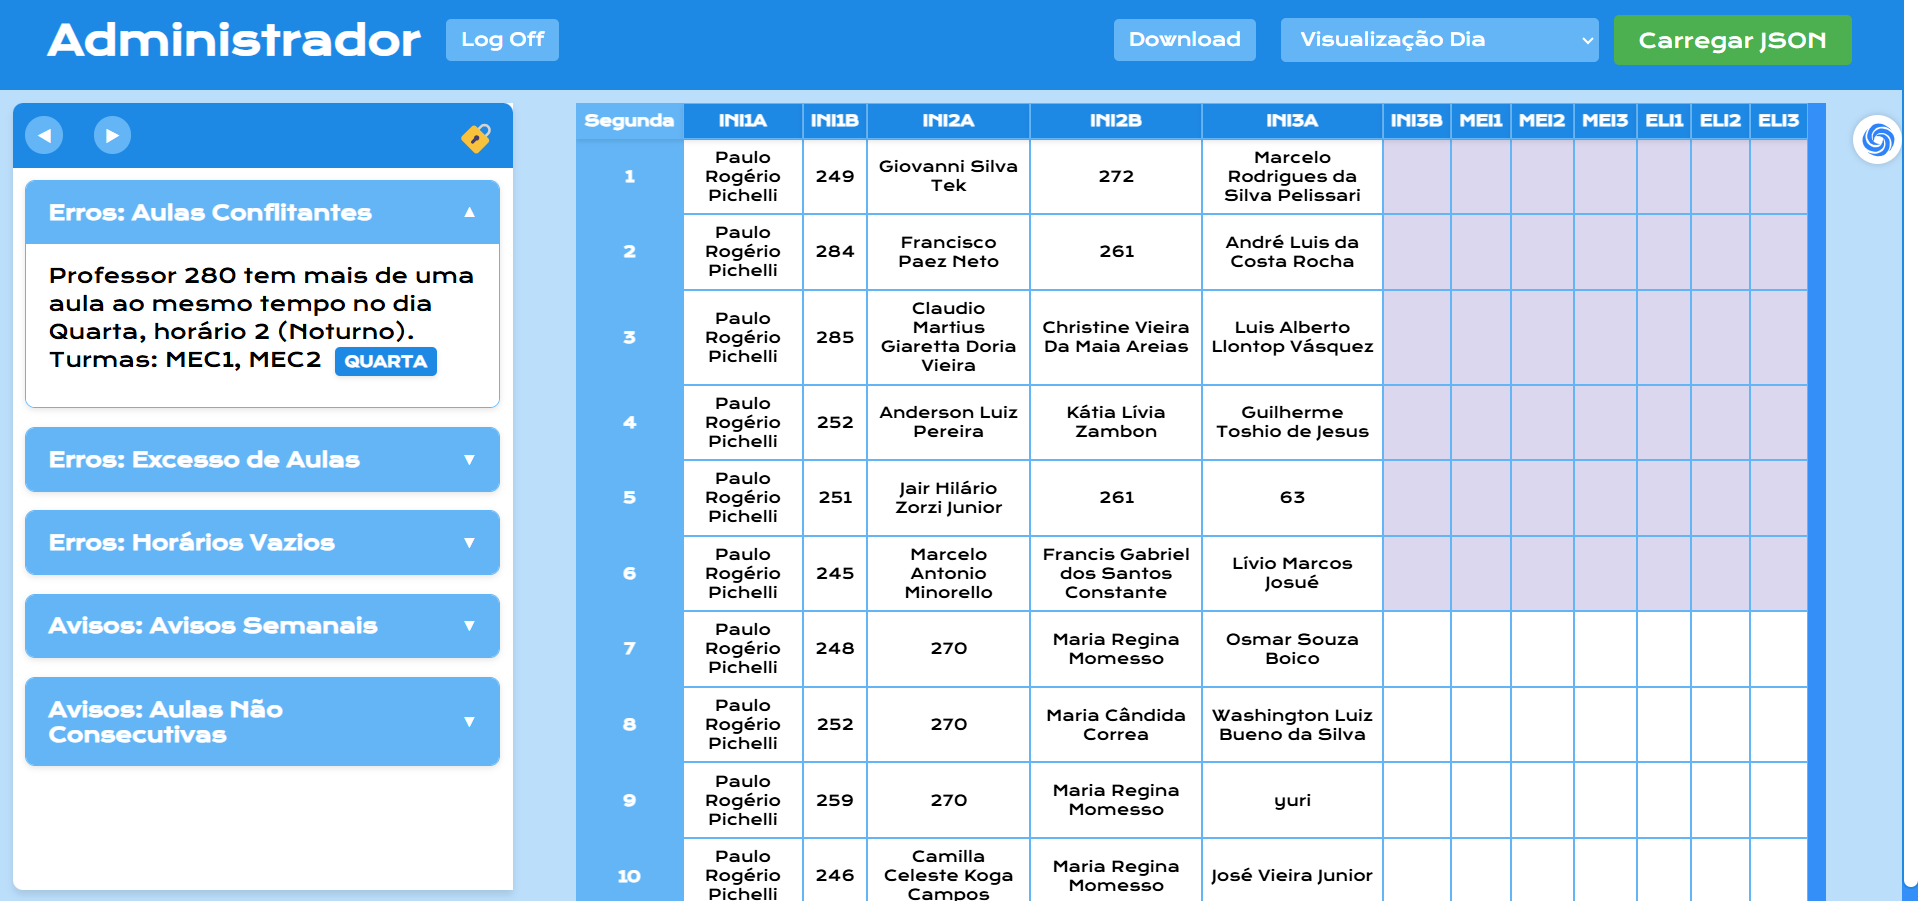 Administrador
Log Off
Download
Visualização Dia
Carregar JSON
Erros: Aulas Conflitantes
Professor 280 tem mais de uma
aula ao mesmo tempo no dia
Quarta, horário 2 (Noturno).
Turmas: MEC1, MEC2 QUARTA
Erros: Excesso de Aulas
Erros: Horários Vazios
Avisos: Avisos Semanais
Avisos: Aulas Não
Consecutivas
Segunda INI1A INI1B INI2A INI2B INI3A INI3B MEI1 MEI2 MEI3 ELI1 ELI2 ELI3
1
Paulo
Rogério
Pichelli
249
Giovanni Silva
Tek
272
Marcelo
Rodrigues da
Silva Pelissari
2
Paulo
Rogério
Pichelli
284
Francisco
Paez Neto
261
André Luis da
Costa Rocha
3
Paulo
Rogério
Pichelli
285
Claudio
Martius
Giaretta Doria
Vieira
Christine Vieira
Da Maia Areias
Luis Alberto
Llontop Vásquez
4
Paulo
Rogério
Pichelli
252
Anderson Luiz
Pereira
Kátia Lívia
Zambon
Guilherme
Toshio de Jesus
5
Paulo
Rogério
Pichelli
251
Jair Hilário
Zorzi Junior
261
63
6
Paulo
Rogério
Pichelli
245
Marcelo
Antonio
Minorello
Francis Gabriel
dos Santos
Constante
Lívio Marcos
Josué
7
Paulo
Rogério
Pichelli
248
270
Maria Regina
Momesso
Osmar Souza
Boico
8
Paulo
Rogério
Pichelli
252
270
Maria Cândida
Correa
Washington Luiz
Bueno da Silva
9
Paulo
Rogério
Pichelli
259
270
Maria Regina
Momesso
yuri
10
Paulo
Rogério
Pichelli
246
Camilla
Celeste Koga
Campos
Maria Regina
Momesso
José Vieira Junior